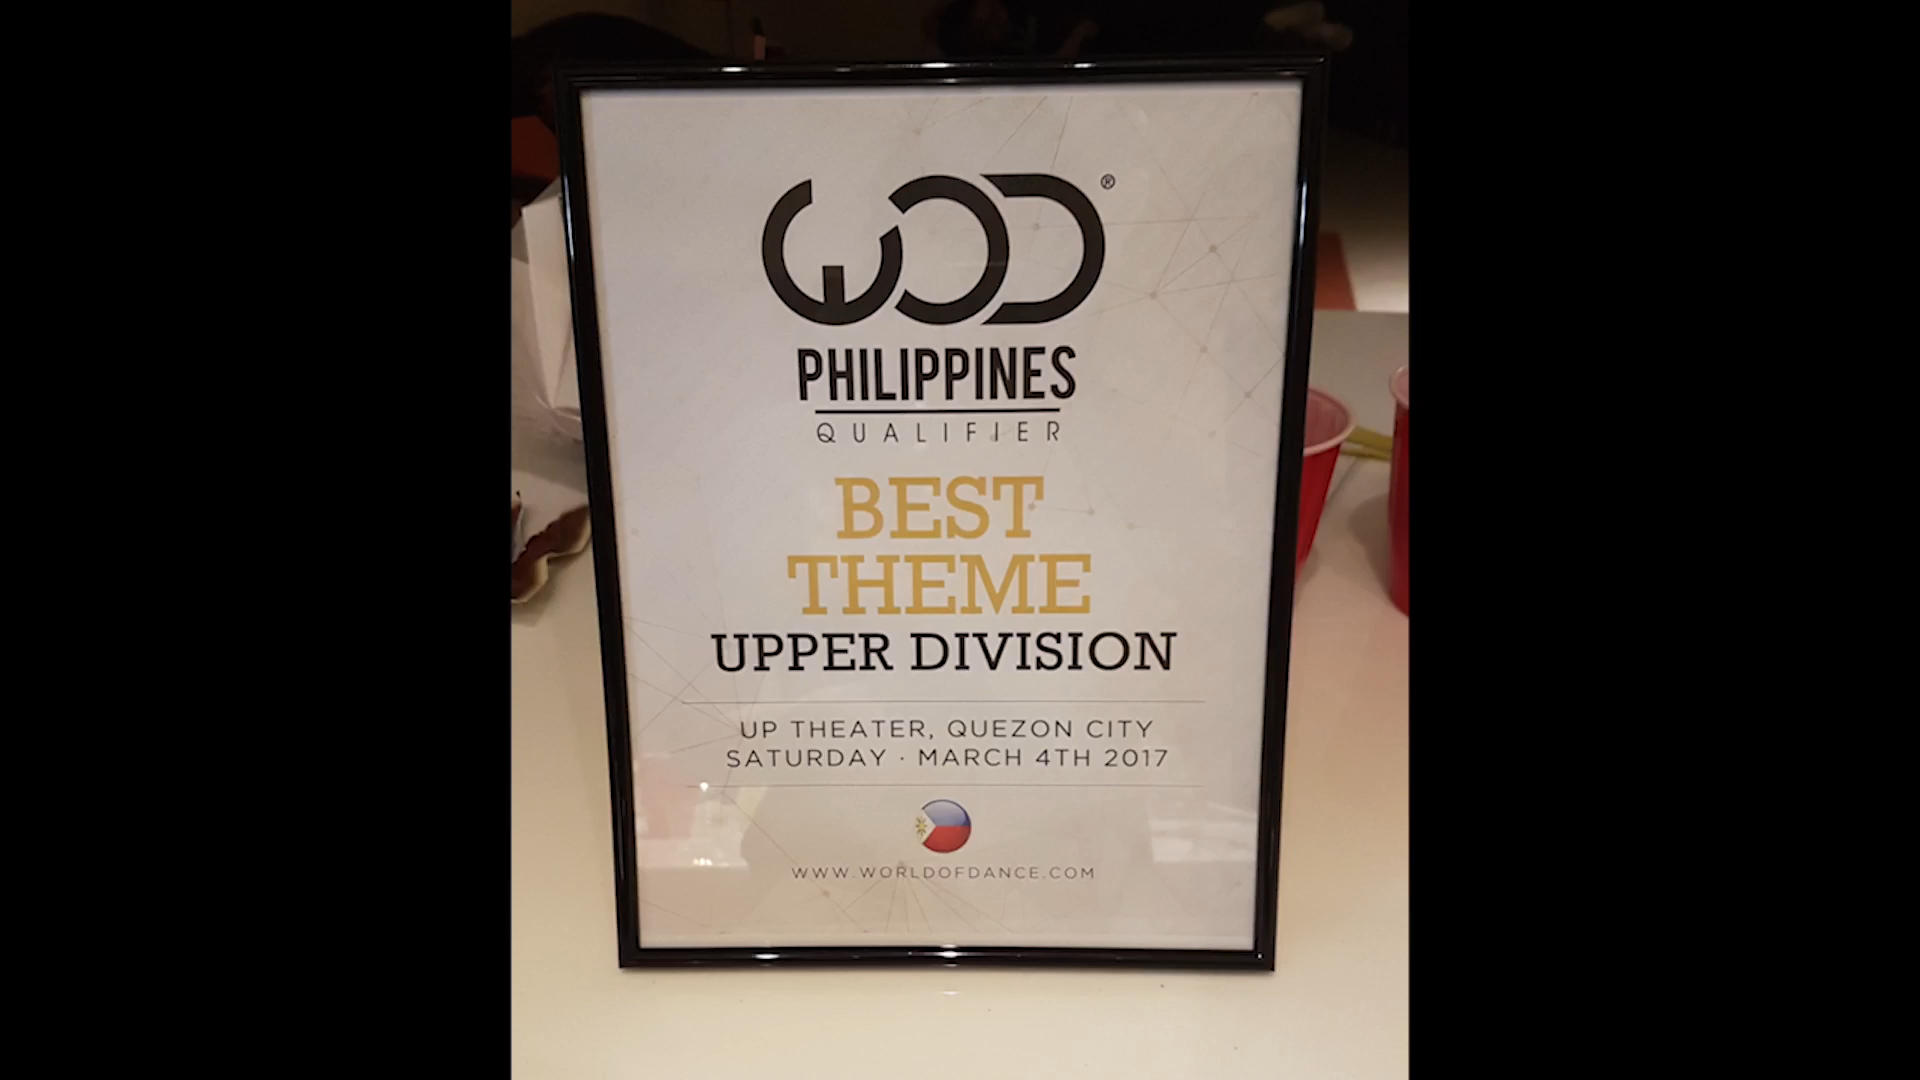 WOD®
PHILIPPINES
QUALIFIER
BEST
THEME
UPPER DIVISION
UP THEATER, QUEZON CITY
SATURDAY · MARCH 4TH 2017
WWW.WORLDOFDANCE.COM